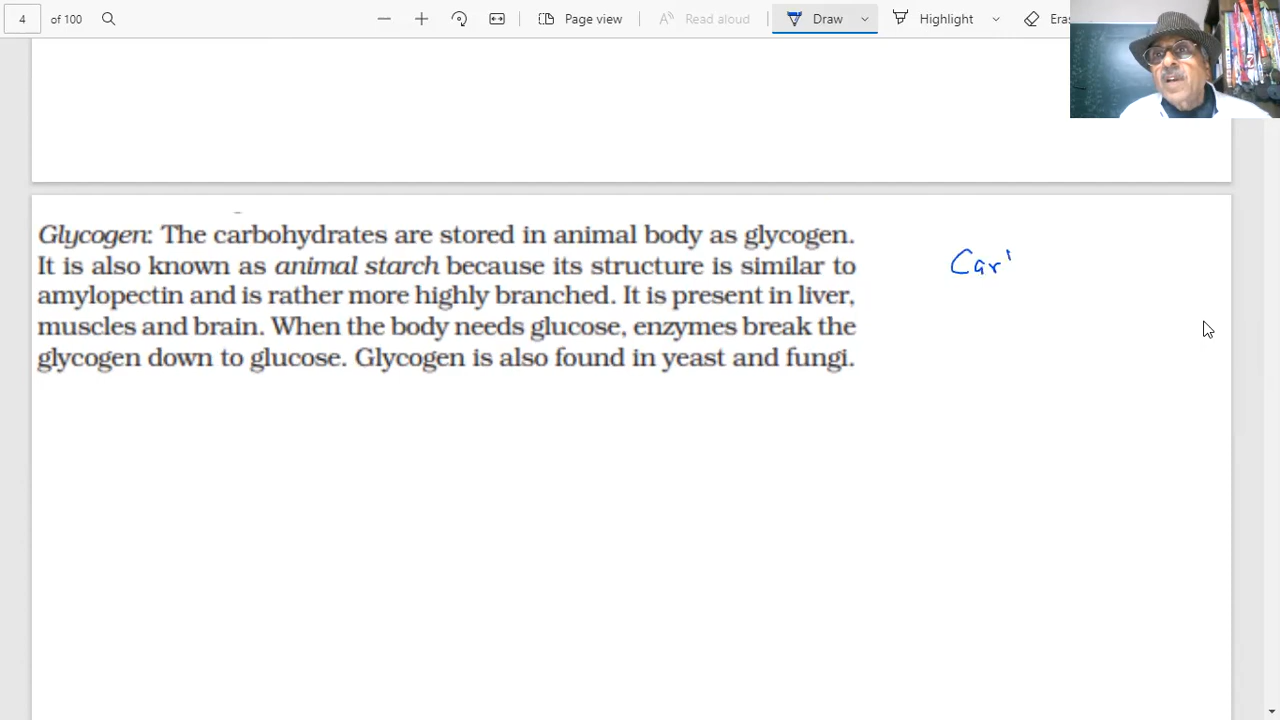 4 of 100 Page view Read aloud Draw Highlight Era
Glycogen: The carbohydrates are stored in animal body as glycogen.
It is also known as animal starch because its structure is similar to
amylopectin and is rather more highly branched. It is present in liver,
muscles and brain. When the body needs glucose, enzymes break the
glycogen down to glucose. Glycogen is also found in yeast and fungi.
Car